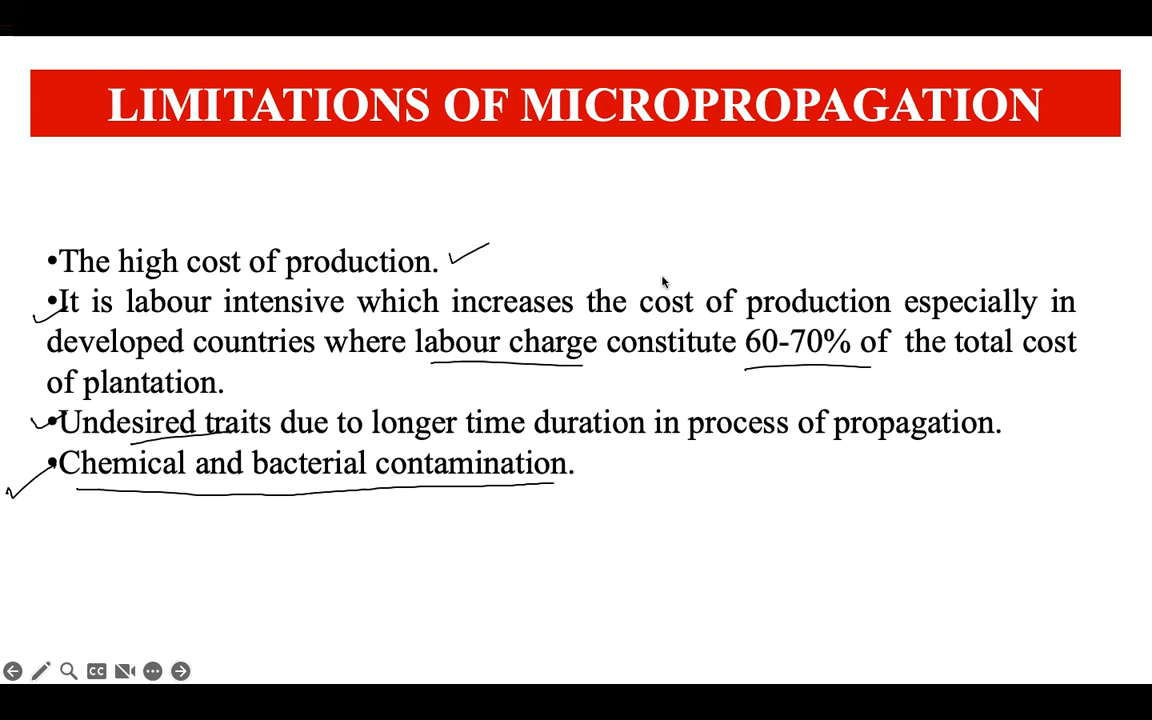 LIMITATIONS OF MICROPROPAGATION
•The high cost of production.
•It is labour intensive which increases the cost of production especially in
developed countries where labour charge constitute 60-70% of the total cost
of plantation.
•Undesired traits due to longer time duration in process of propagation.
•Chemical and bacterial contamination.
CC